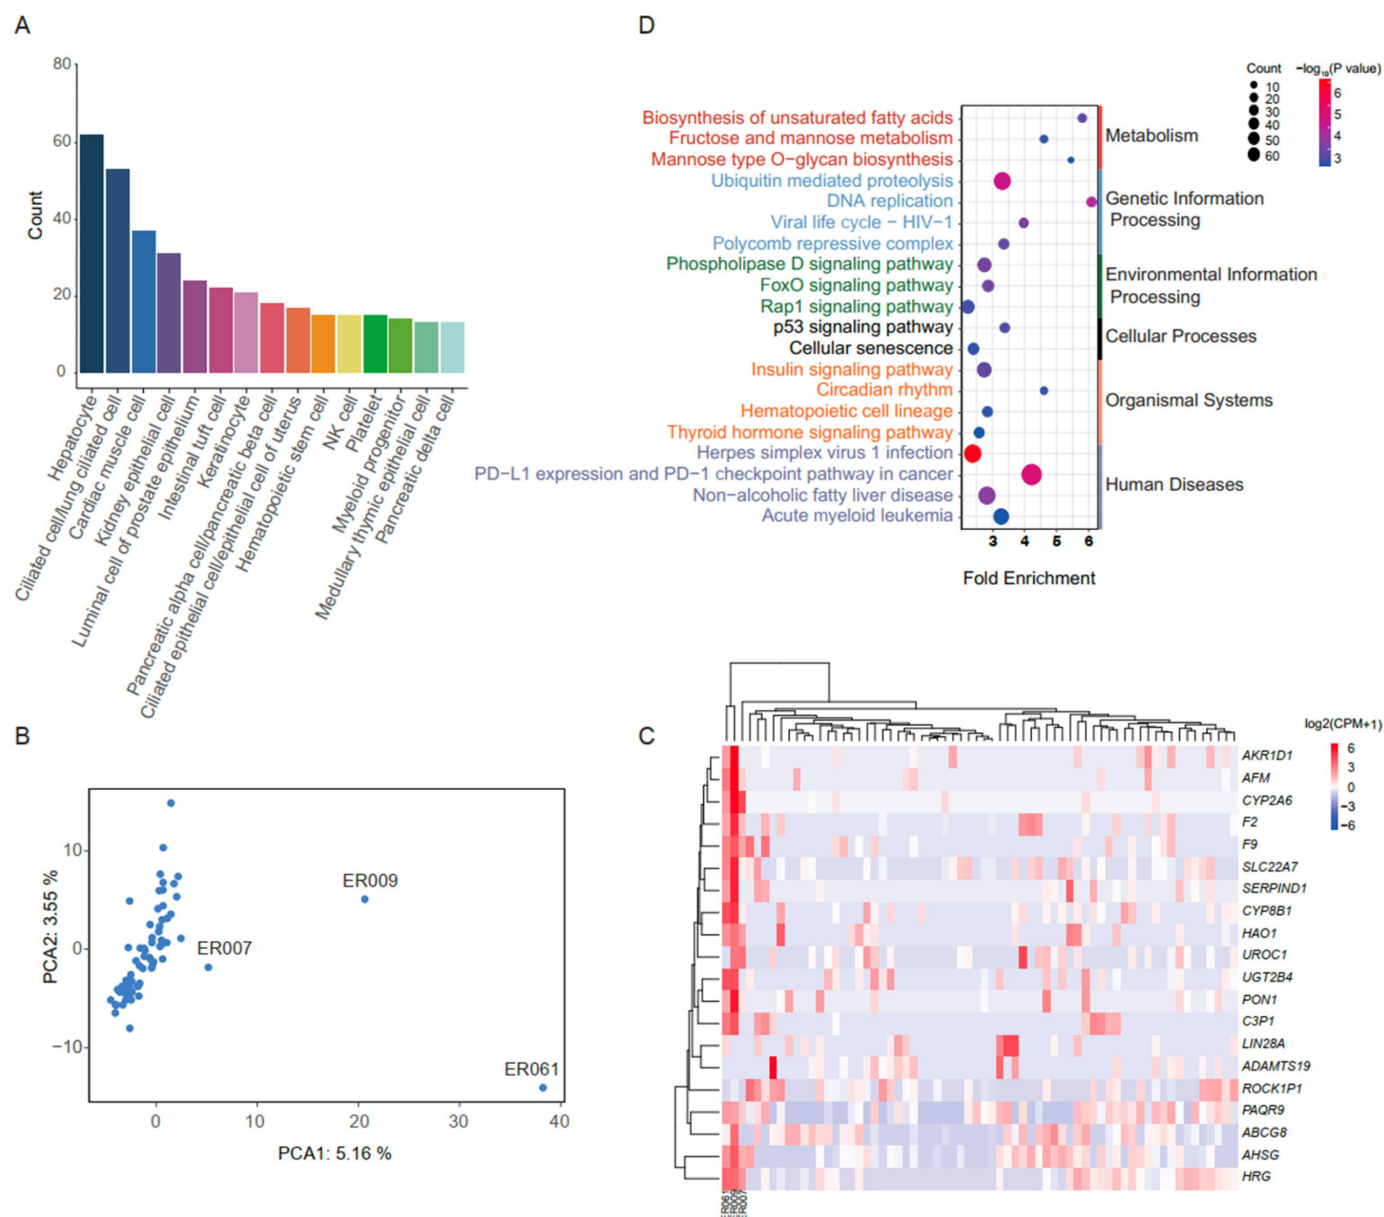 A
80
60
40
20
0
Count
Hepatocyte
Ciliated cell/lung ciliated cell
Cardiac muscle cell
Kidney epithelial cell
Luminal cell of prostate epithelium
Intestinal tuft cell
Keratinocyte
Pancreatic alpha cell/pancreatic beta cell
Ciliated epithelial cell/epithelial cell of uterus
Hematopoietic stem cell
NK cell
Platelet
Myeloid progenitor
Medullary thymic epithelial cell
Pancreatic delta cell
D
Count
10
20
30
40
50
60
−log10(P value)
6
5
4
3
Biosynthesis of unsaturated fatty acids
Fructose and mannose metabolism
Mannose type O−glycan biosynthesis
Ubiquitin mediated proteolysis
DNA replication
Viral life cycle − HIV−1
Polycomb repressive complex
Phospholipase D signaling pathway
FoxO signaling pathway
Rap1 signaling pathway
p53 signaling pathway
Cellular senescence
Insulin signaling pathway
Circadian rhythm
Hematopoietic cell lineage
Thyroid hormone signaling pathway
Herpes simplex virus 1 infection
PD−L1 expression and PD−1 checkpoint pathway in cancer
Non−alcoholic fatty liver disease
Acute myeloid leukemia
Metabolism
Genetic Information
Processing
Environmental Information
Processing
Cellular Processes
Organismal Systems
Human Diseases
3 4 5 6
Fold Enrichment
B
PCA2: 3.55 %
10
0
−10
ER009
ER007
ER061
0 10 20 30 40
PCA1: 5.16 %
C
log2(CPM+1)
6
3
0
−3
−6
AKR1D1
AFM
CYP2A6
F2
F9
SLC22A7
SERPIND1
CYP8B1
HAO1
UROC1
UGT2B4
PON1
C3P1
LIN28A
ADAMTS19
ROCK1P1
PAQR9
ABCG8
AHSG
HRG
ER061
ER009
ER007